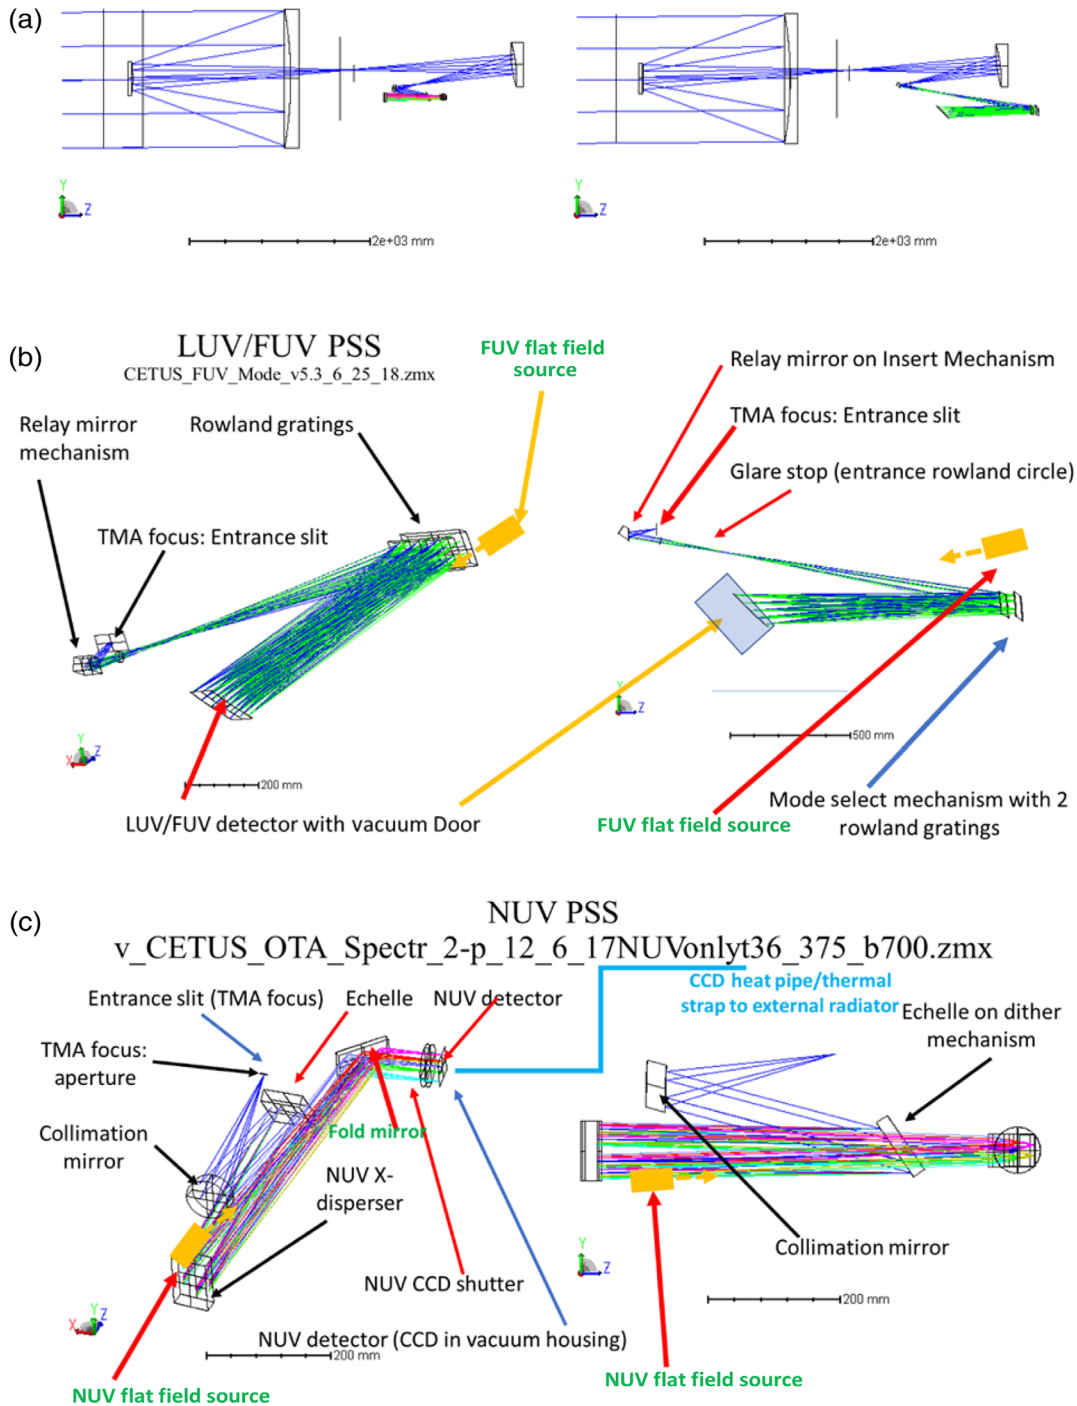 (a)
Y
Z
2e+03 mm
Y
Z
2e+03 mm
(b)
LUV/FUV PSS
CETUS_FUV_Mode_v5.3_6_25_18.zmx
FUV flat field
source
Relay mirror on Insert Mechanism
Relay mirror
mechanism
Rowland gratings
TMA focus: Entrance slit
Glare stop (entrance rowland circle)
TMA focus: Entrance slit
Y
Z
500 mm
X
Y
Z
200 mm
LUV/FUV detector with vacuum Door
FUV flat field source
Mode select mechanism with 2
rowland gratings
(c)
NUV PSS
v_CETUS_OTA_Spectr_2-p_12_6_17NUVonlyt36_375_b700.zmx
CCD heat pipe/thermal
strap to external radiator
Entrance slit (TMA focus)
Echelle
NUV detector
Echelle on dither
mechanism
TMA focus:
aperture
Collimation
mirror
Fold mirror
NUV X-
disperser
Collimation mirror
NUV CCD shutter
Y
Z
200 mm
X
Y
Z
NUV detector (CCD in vacuum housing)
200 mm
NUV flat field source
NUV flat field source